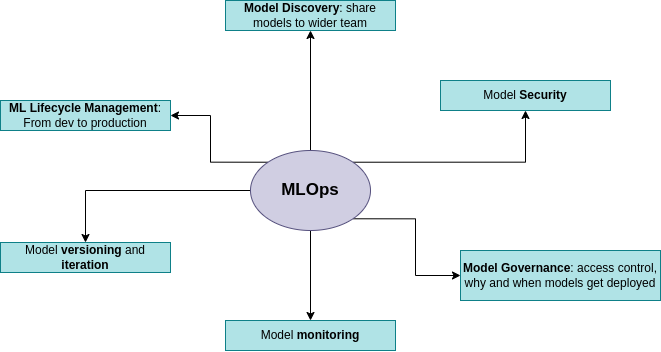 Model Discovery: share
models to wider team
ML Lifecycle Management:
From dev to production
Model Security
MLOps
Model versioning and
iteration
Model Governance: access control,
why and when models get deployed
Model monitoring